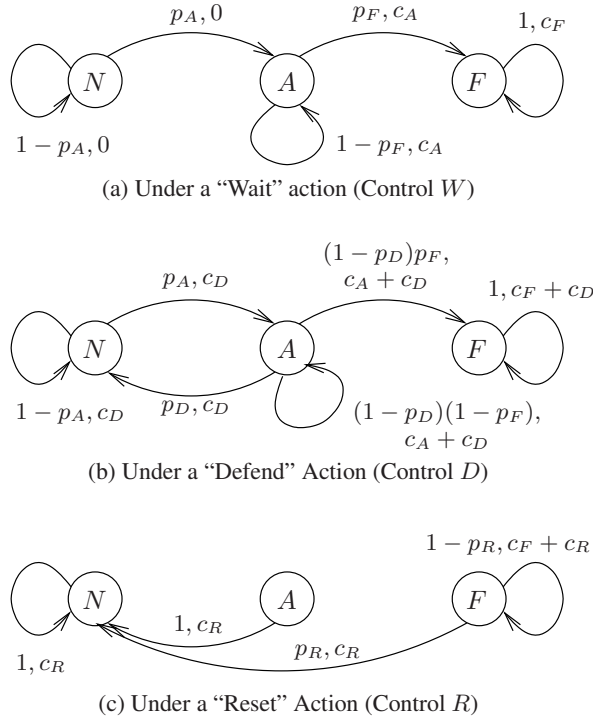 p_A, 0
p_F, c_A
1, c_F
N
A
F
1 − p_A, 0
1 − p_F, c_A
(a) Under a “Wait” action (Control W)
(1 − p_D)p_F,
c_A + c_D
p_A, c_D
1, c_F + c_D
N
A
F
1 − p_A, c_D
p_D, c_D
(1 − p_D)(1 − p_F),
c_A + c_D
(b) Under a “Defend” Action (Control D)
1 − p_R, c_F + c_R
N
A
F
1, c_R
1, c_R
p_R, c_R
(c) Under a “Reset” Action (Control R)